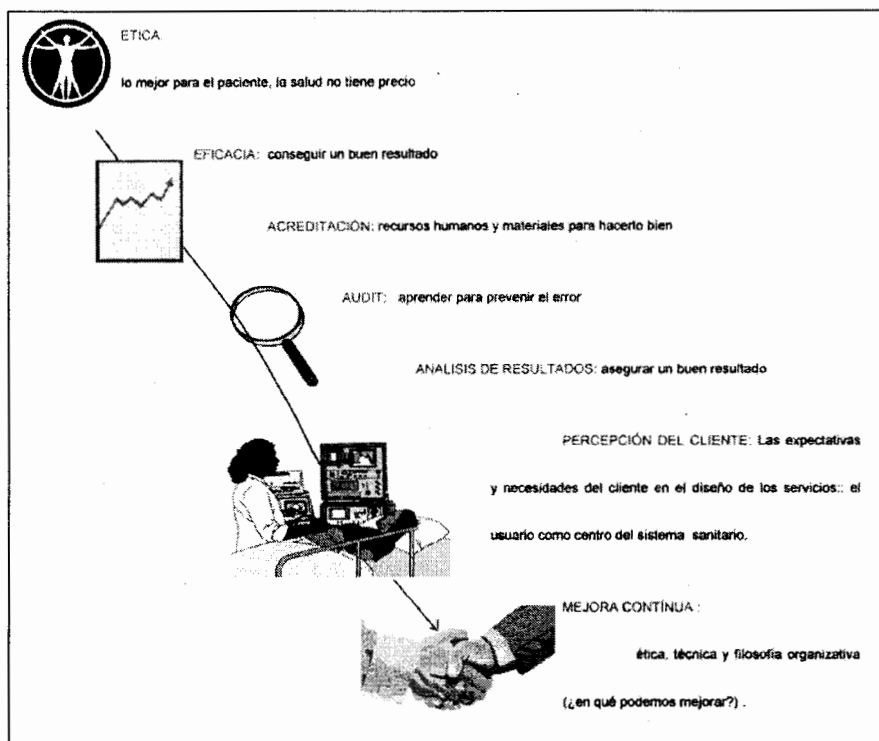 ETICA
lo mejor para el paciente, la salud no tiene precio
EFICACIA: conseguir un buen resultado
ACREDITACIÓN: recursos humanos y materiales para hacerlo bien
AUDIT: aprender para prevenir el error
ANALISIS DE RESULTADOS: asegurar un buen resultado
PERCEPCIÓN DEL CLIENTE: Las expectativas
y necesidades del cliente en el diseño de los servicios:: el
usuario como centro del sistema sanitario.
MEJORA CONTÍNUA :
ética, técnica y filosofía organizativa
(¿en qué podemos mejorar?) .